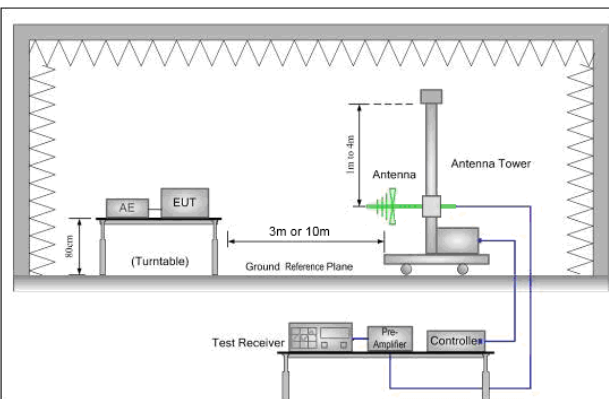 1m to 4m
Antenna
Antenna Tower
AE
EUT
80cm
3m or 10m
(Turntable)
Ground Reference Plane
Test Receiver
Pre-
Amplifier
Controller